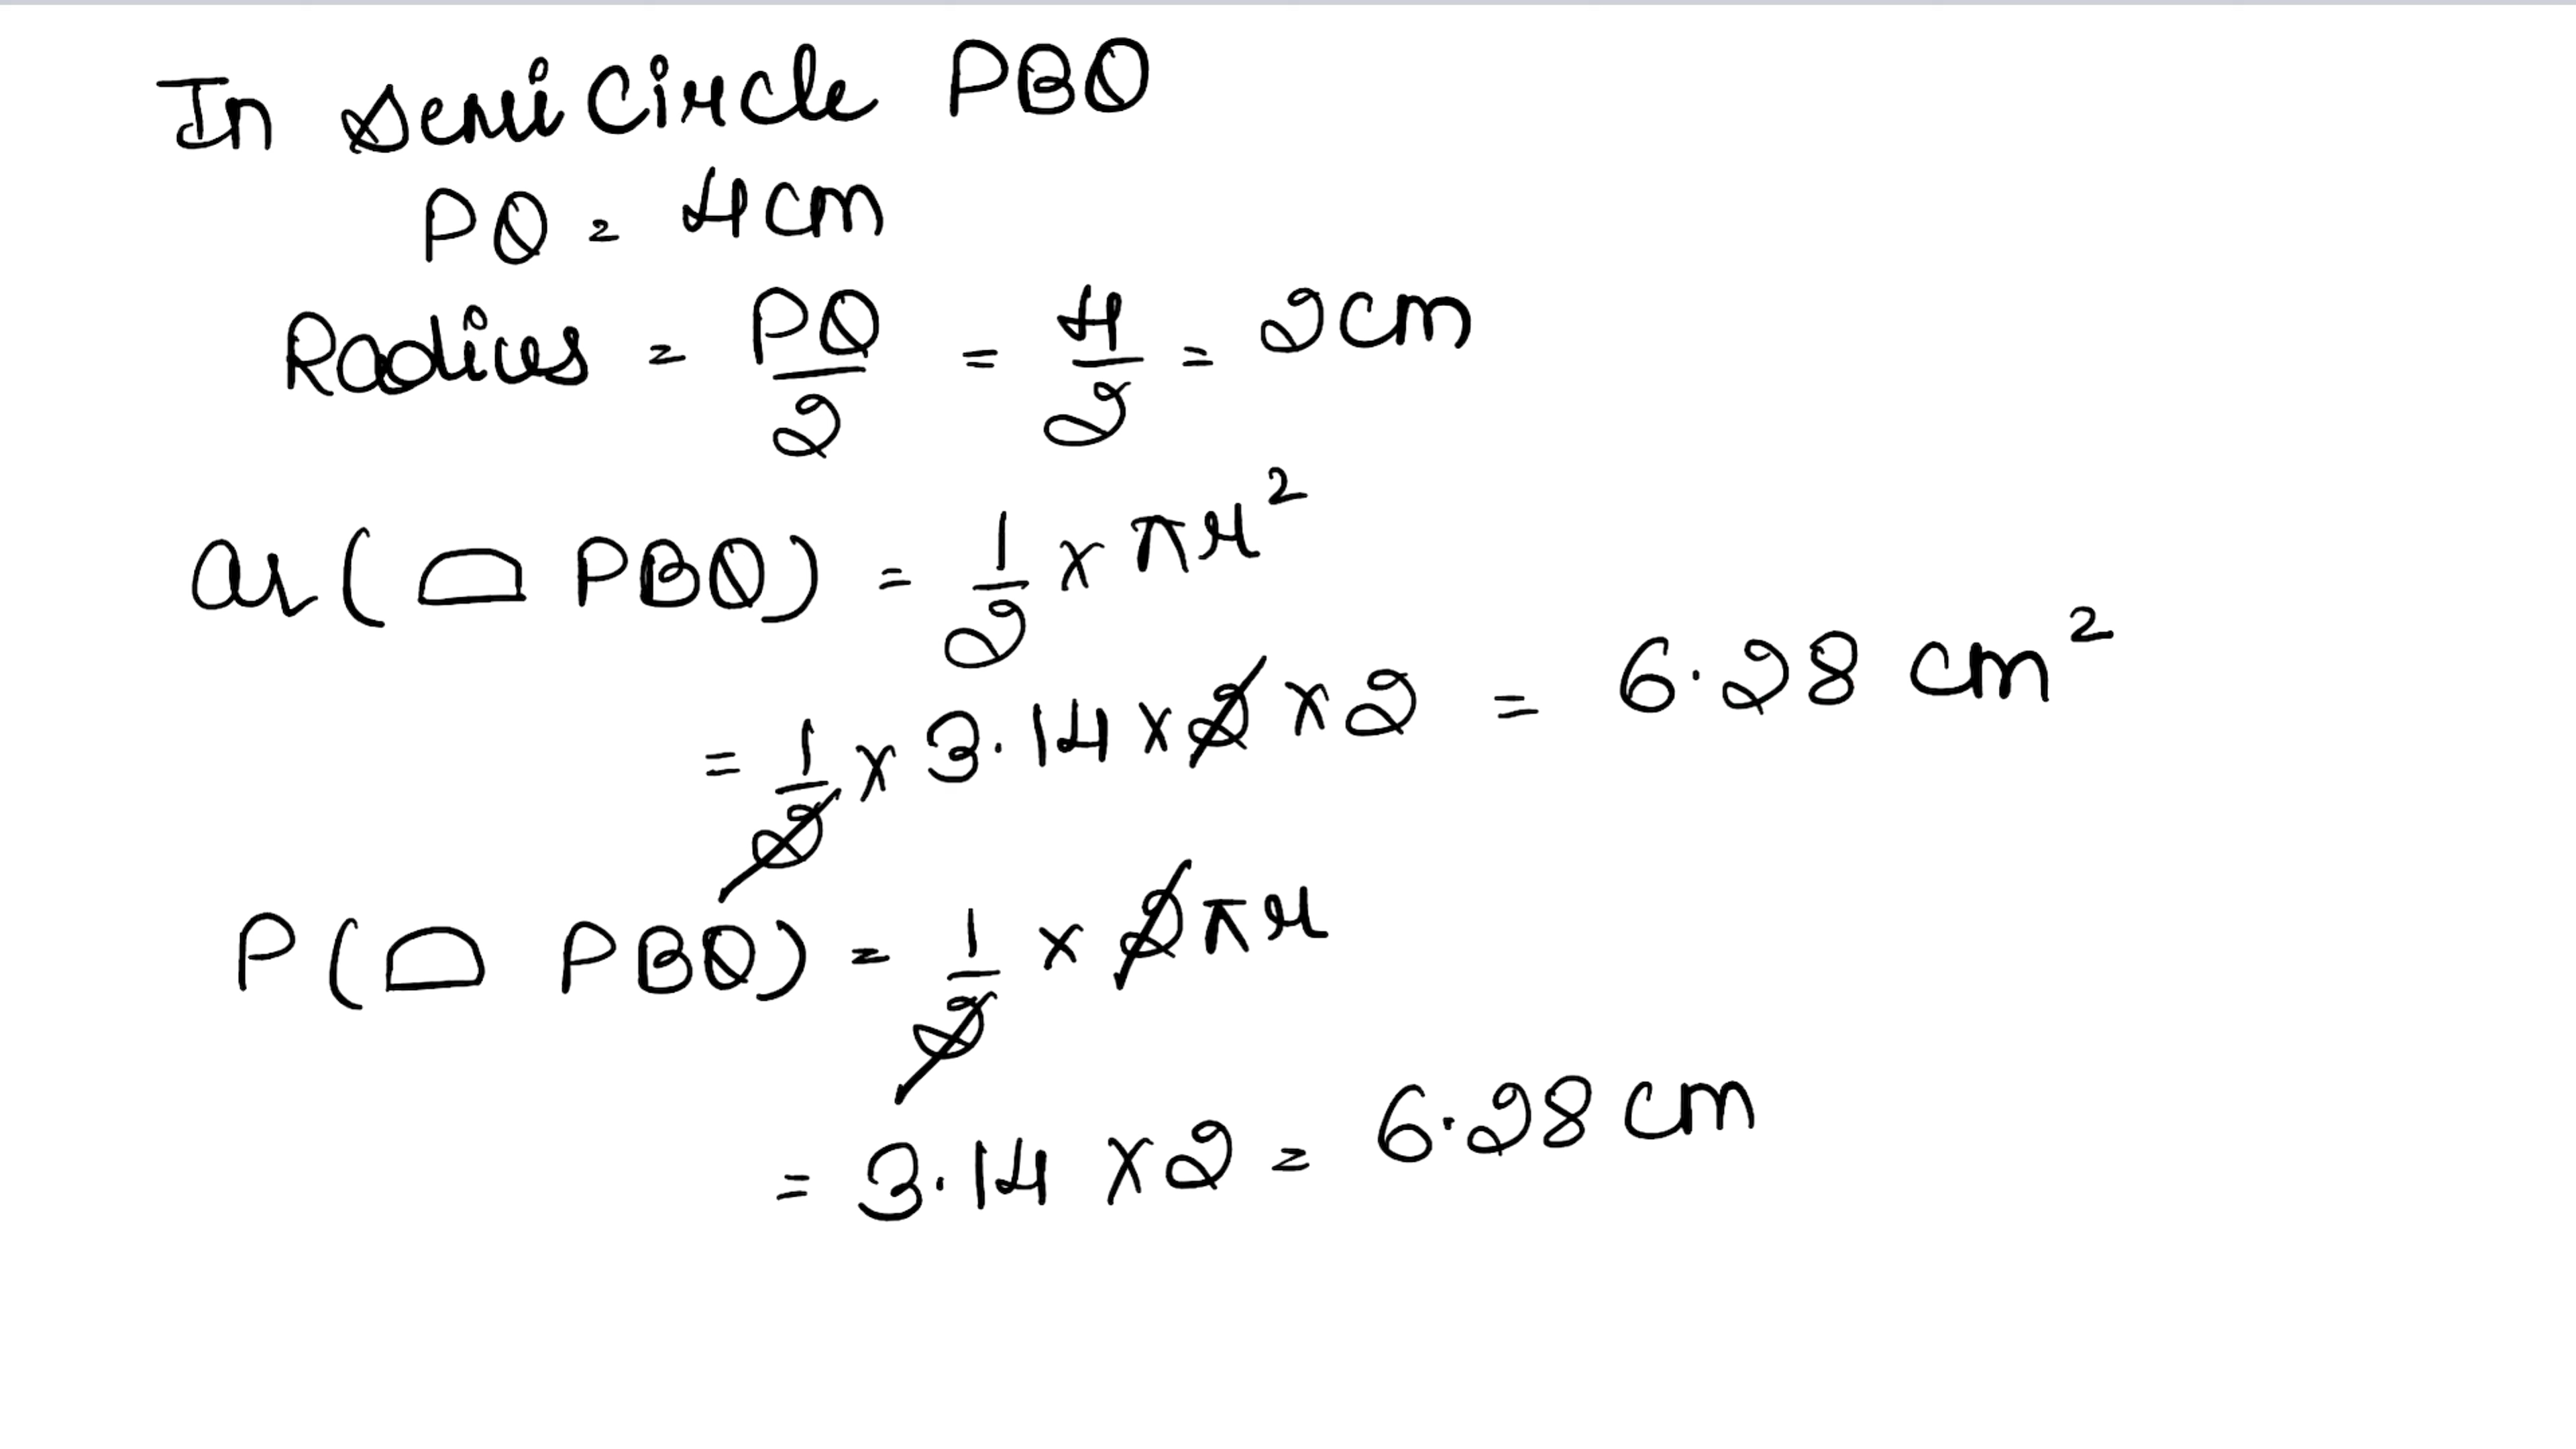 In Semi Circle PBQ
PQ = 4cm
Radius = PQ/2 = 4/2 = 2cm
ar(⌓ PBQ) = 1/2 × πr²
= 1/2 × 3.14 × 2 × 2 = 6.28 cm²
P(⌓ PBQ) = 1/2 × 2πr
= 3.14 × 2 = 6.28 cm